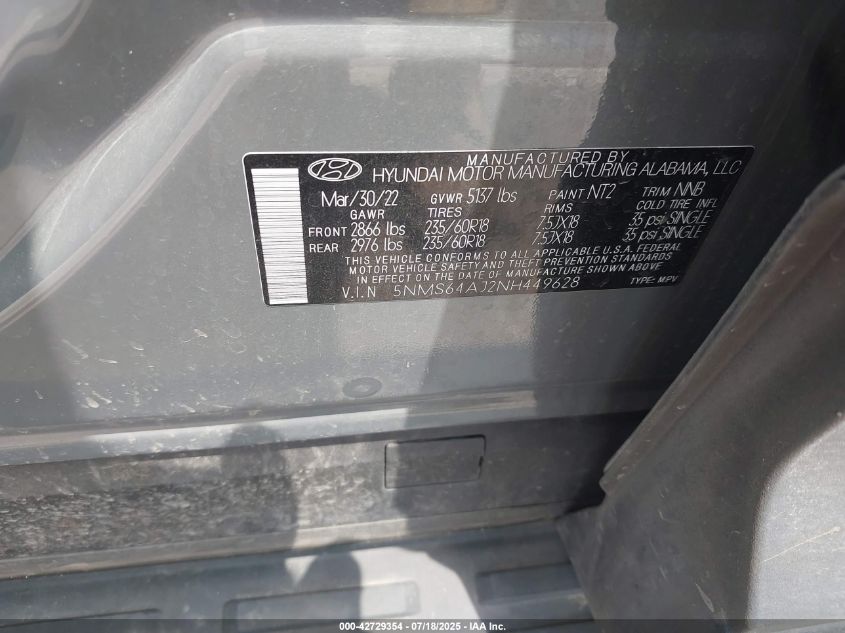 MANUFACTURED BY
HYUNDAI MOTOR MANUFACTURING ALABAMA, LLC
Mar/30/22 GVWR 5137 lbs PAINT NT2 TRIM NNB
GAWR TIRES RIMS COLD TIRE INFL
FRONT 2866 lbs 235/60R18 7.5JX18 35 psi,SINGLE
REAR 2976 lbs 235/60R18 7.5JX18 35 psi,SINGLE
THIS VEHICLE CONFORMS TO ALL APPLICABLE U.S.A. FEDERAL
MOTOR VEHICLE SAFETY AND THEFT PREVENTION STANDARDS
IN EFFECT ON THE DATE OF MANUFACTURE SHOWN ABOVE.
V.I.N 5NMS64AJ2NH449628 TYPE: MPV
000-42729354 / 07/18/2025 - Copyright IAA, Inc.